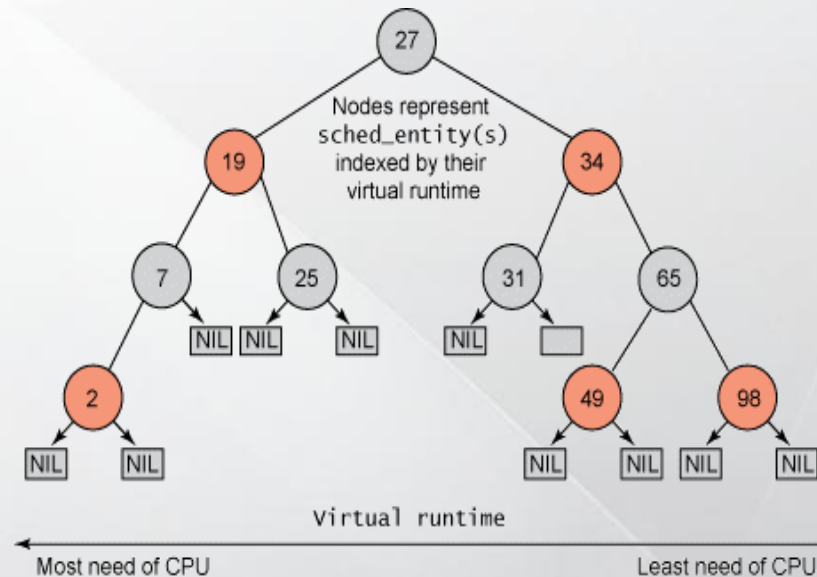 27
Nodes represent
sched_entity(s)
indexed by their
virtual runtime
19
34
7
25
31
65
NIL
NIL
NIL
NIL
2
49
98
NIL
NIL
NIL
NIL
NIL
NIL
Virtual runtime
Most need of CPU
Least need of CPU